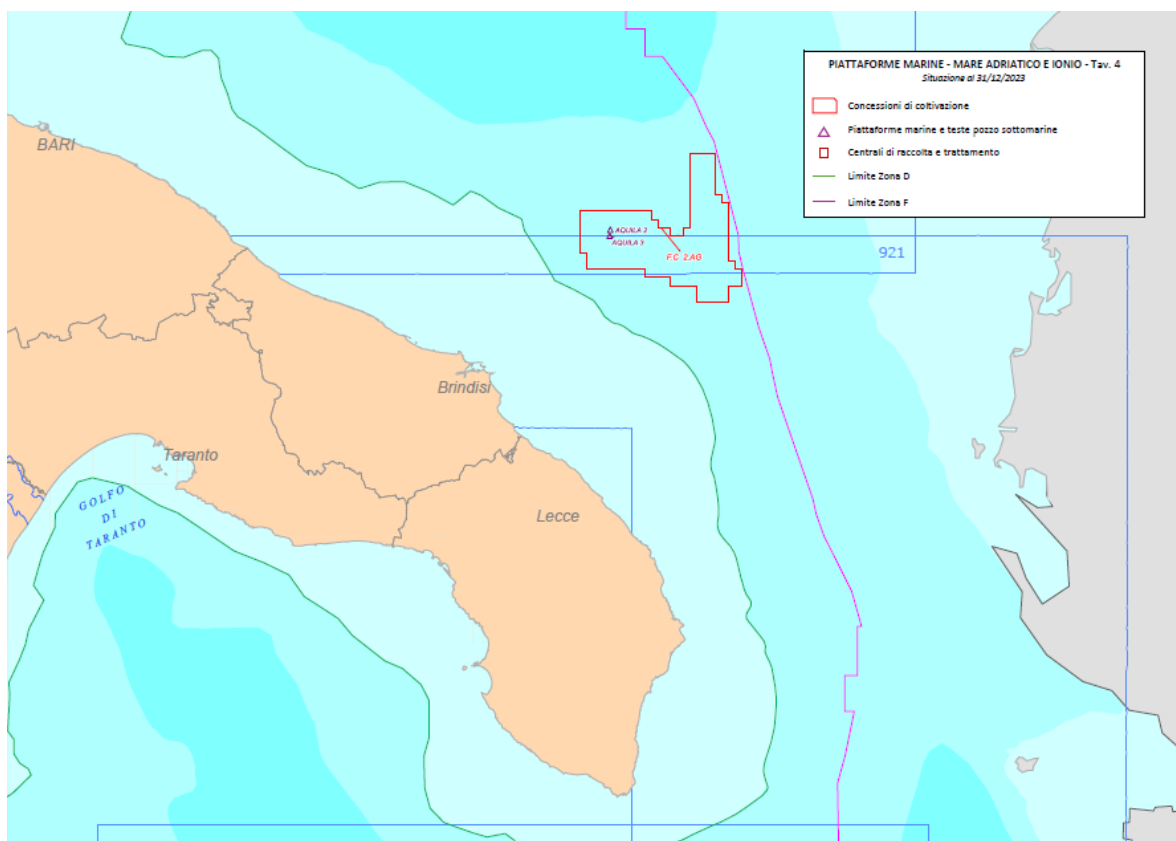 PIATTAFORME MARINE - MARE ADRIATICO E IONIO - Tav. 4
Situazione al 31/12/2023
Concessioni di coltivazione
Piattaforme marine e teste pozzo sottomarine
Centrali di raccolta e trattamento
Limite Zona D
Limite Zona F
BARI
AQUILA 2
AQUILA 3
F.C 2.AG
921
Brindisi
Taranto
GOLFO
DI
TARANTO
Lecce